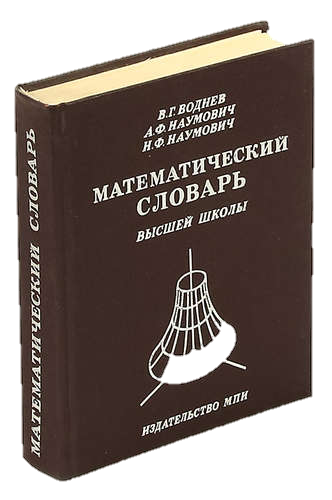 В.Г.ВОДНЕВ
А.Ф.НАУМОВИЧ
Н.Ф.НАУМОВИЧ
МАТЕМАТИЧЕСКИЙ
СЛОВАРЬ
ВЫСШЕЙ ШКОЛЫ
ИЗДАТЕЛЬСТВО МПИ
МАТЕМАТИЧЕСКИЙ СЛОВАРЬ